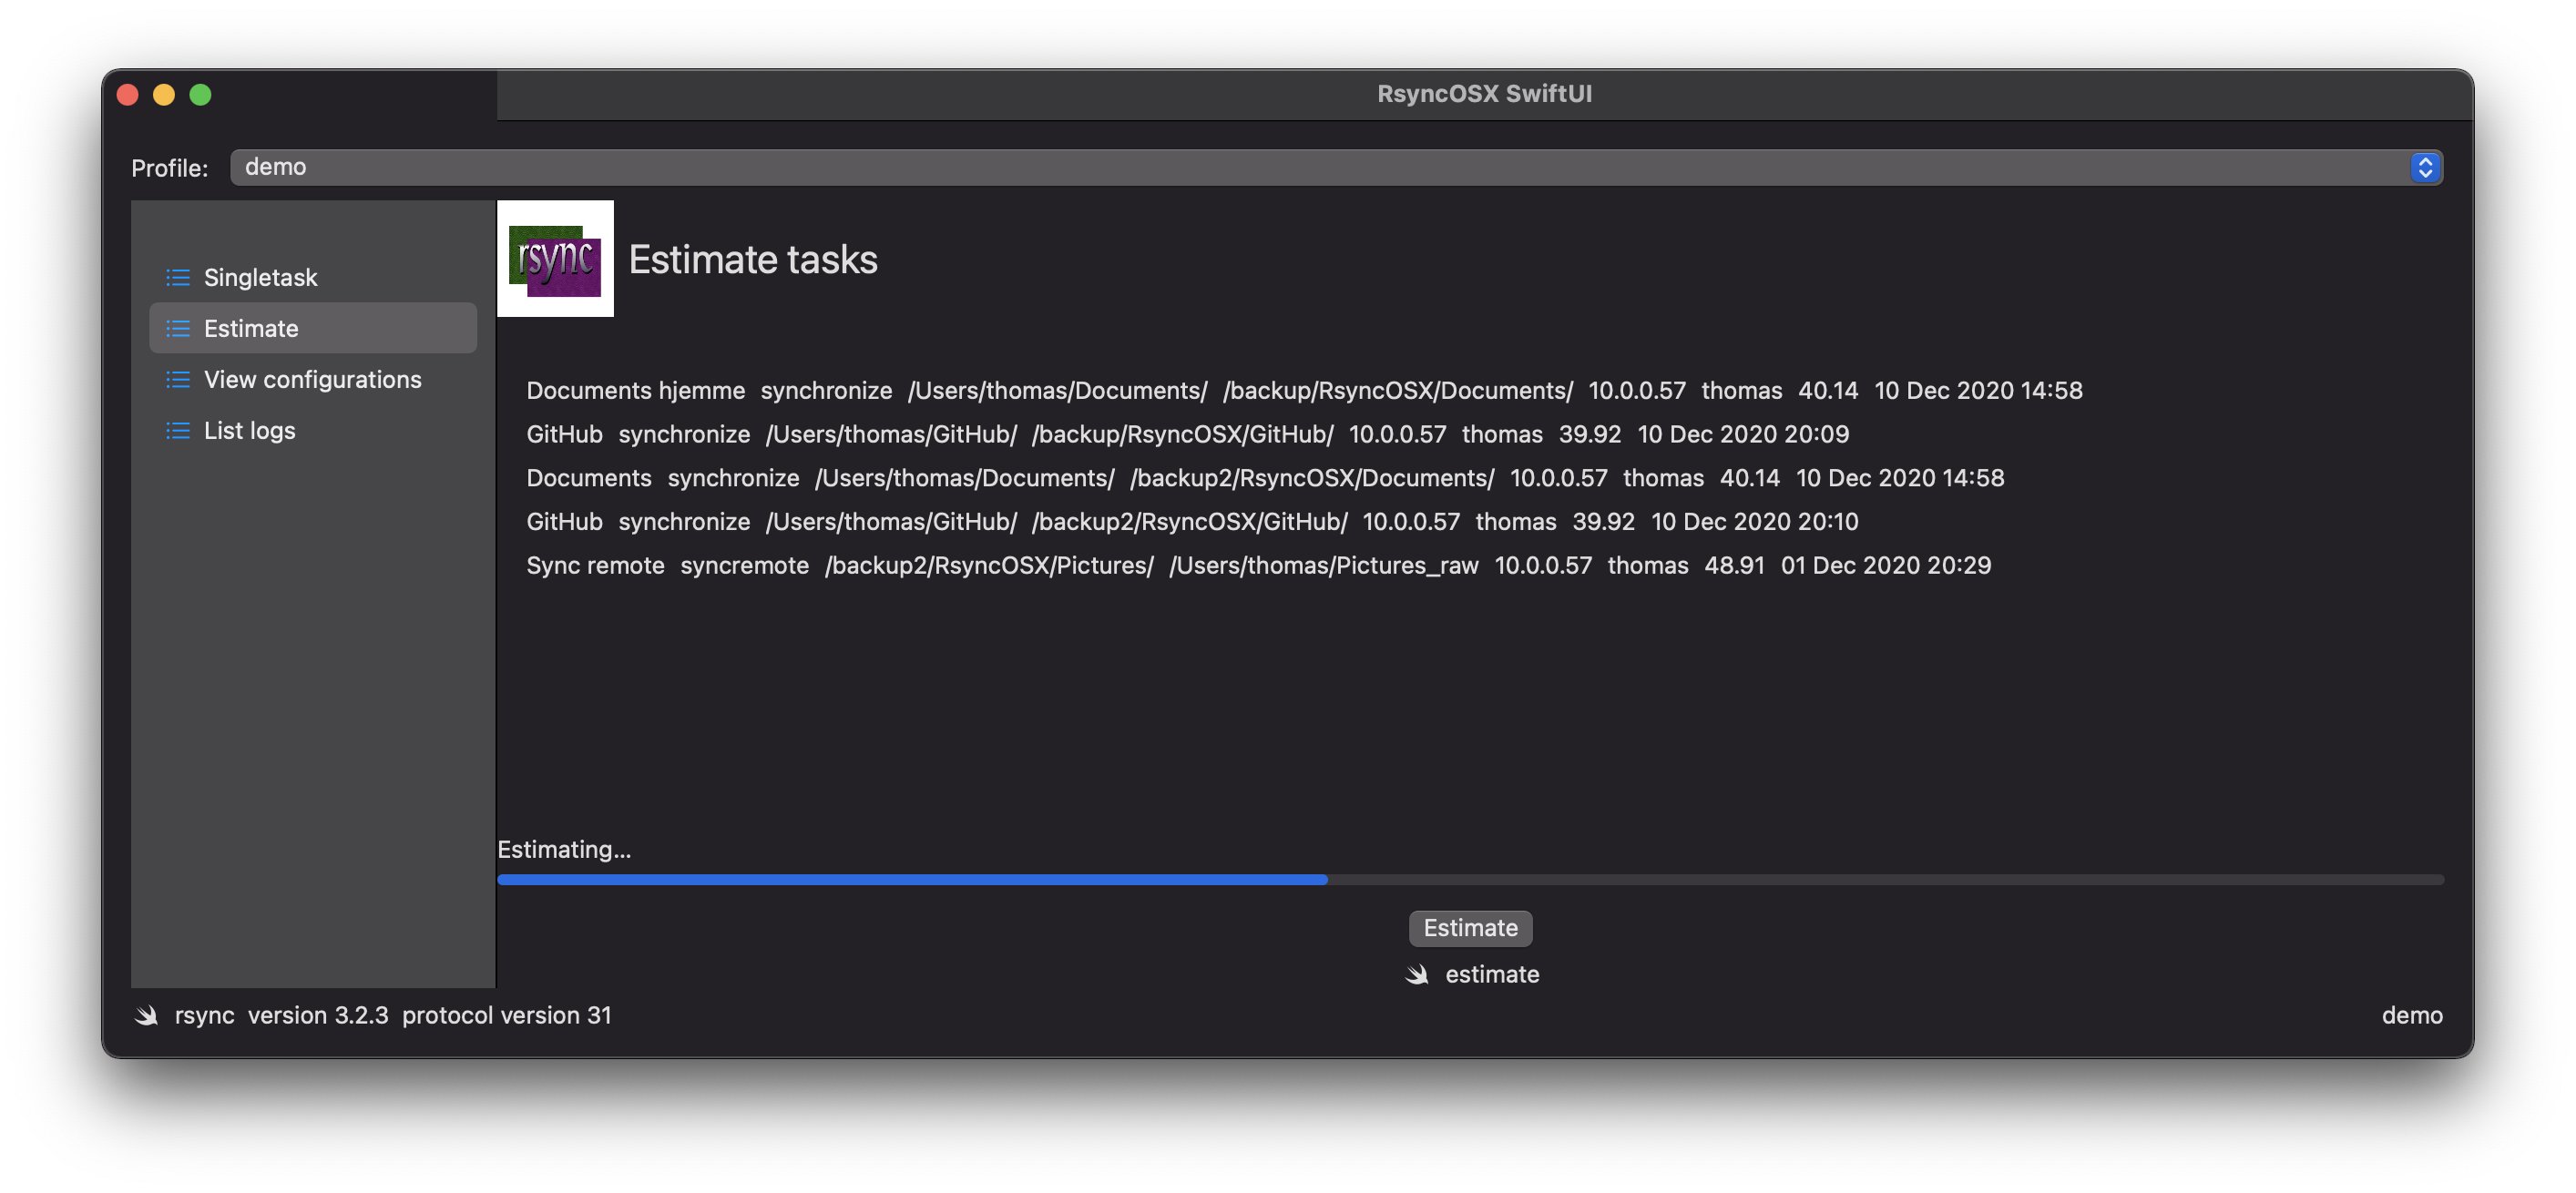 RsyncOSX SwiftUI
Profile: demo
rsync
Estimate tasks
Singletask
Estimate
View configurations
List logs
Documents hjemme synchronize /Users/thomas/Documents/ /backup/RsyncOSX/Documents/ 10.0.0.57 thomas 40.14 10 Dec 2020 14:58
GitHub synchronize /Users/thomas/GitHub/ /backup/RsyncOSX/GitHub/ 10.0.0.57 thomas 39.92 10 Dec 2020 20:09
Documents synchronize /Users/thomas/Documents/ /backup2/RsyncOSX/Documents/ 10.0.0.57 thomas 40.14 10 Dec 2020 14:58
GitHub synchronize /Users/thomas/GitHub/ /backup2/RsyncOSX/GitHub/ 10.0.0.57 thomas 39.92 10 Dec 2020 20:10
Sync remote syncremote /backup2/RsyncOSX/Pictures/ /Users/thomas/Pictures_raw 10.0.0.57 thomas 48.91 01 Dec 2020 20:29
Estimating...
Estimate
estimate
rsync version 3.2.3 protocol version 31
demo